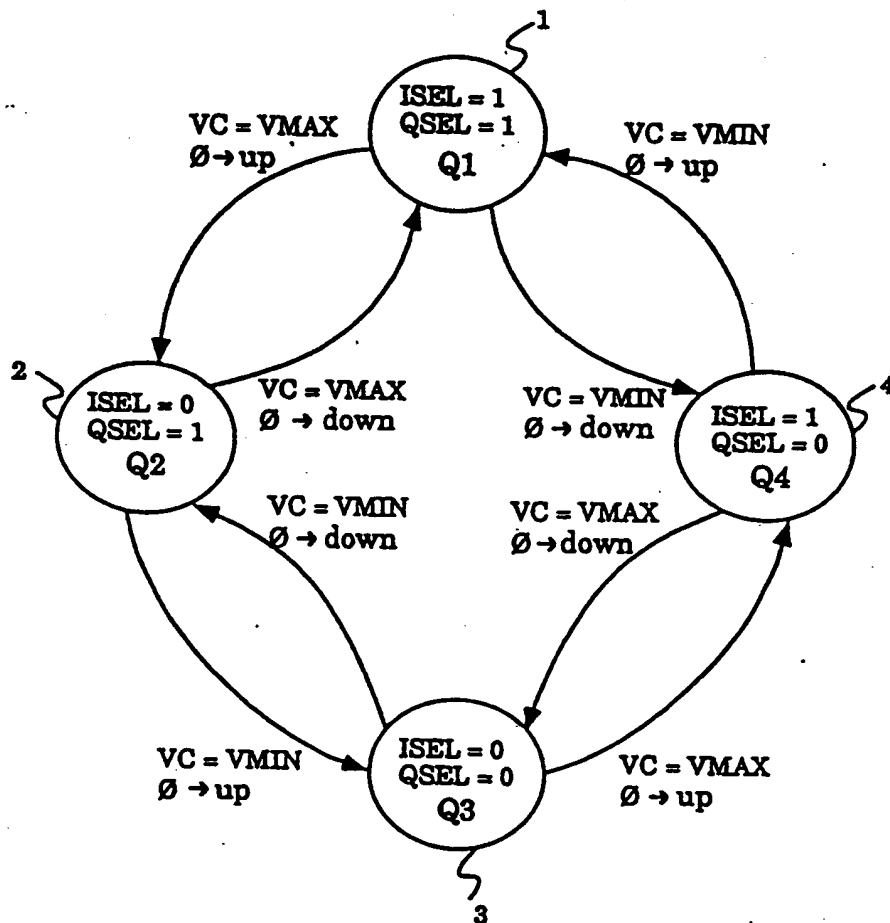 1
ISEL = 1
QSEL = 1
Q1
VC = VMAX
Ø → up
VC = VMIN
Ø → up
2
ISEL = 0
QSEL = 1
Q2
VC = VMAX
Ø → down
VC = VMIN
Ø → down
4
ISEL = 1
QSEL = 0
Q4
VC = VMIN
Ø → down
VC = VMAX
Ø → down
VC = VMIN
Ø → up
ISEL = 0
QSEL = 0
Q3
VC = VMAX
Ø → up
3